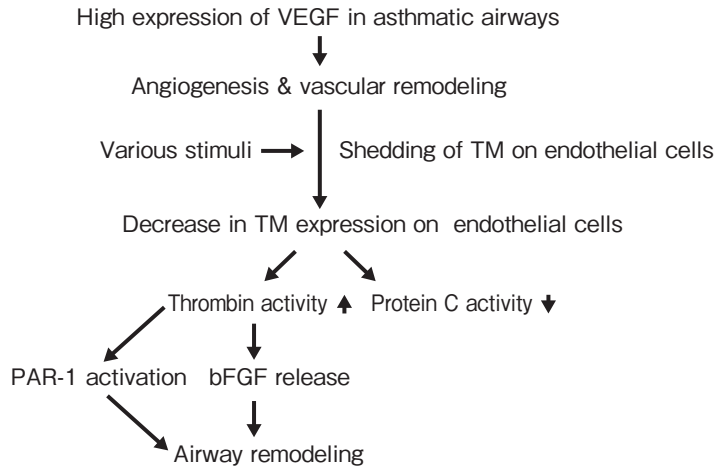 High expression of VEGF in asthmatic airways
Angiogenesis & vascular remodeling
Various stimuli
Shedding of TM on endothelial cells
Decrease in TM expression on endothelial cells
Thrombin activity
Protein C activity
PAR-1 activation
bFGF release
Airway remodeling